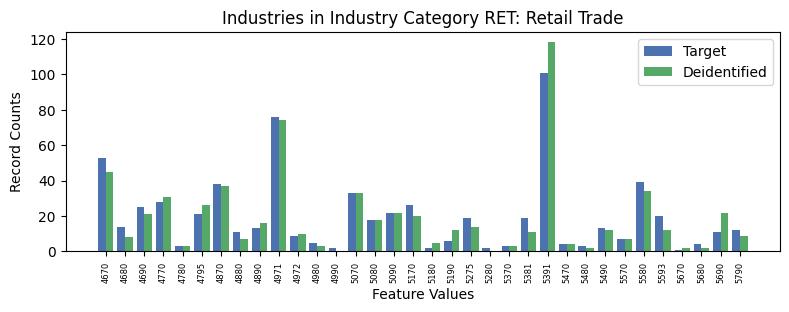 Industries in Industry Category RET: Retail Trade
Target
Deidentified
Record Counts
120
100
80
60
40
20
0
4670 4680 4690 4770 4780 4795 4870 4880 4890 4971 4972 4980 4990 5070 5080 5090 5170 5180 5190 5275 5280 5370 5381 5391 5470 5480 5490 5570 5580 5593 5670 5680 5690 5790
Feature Values